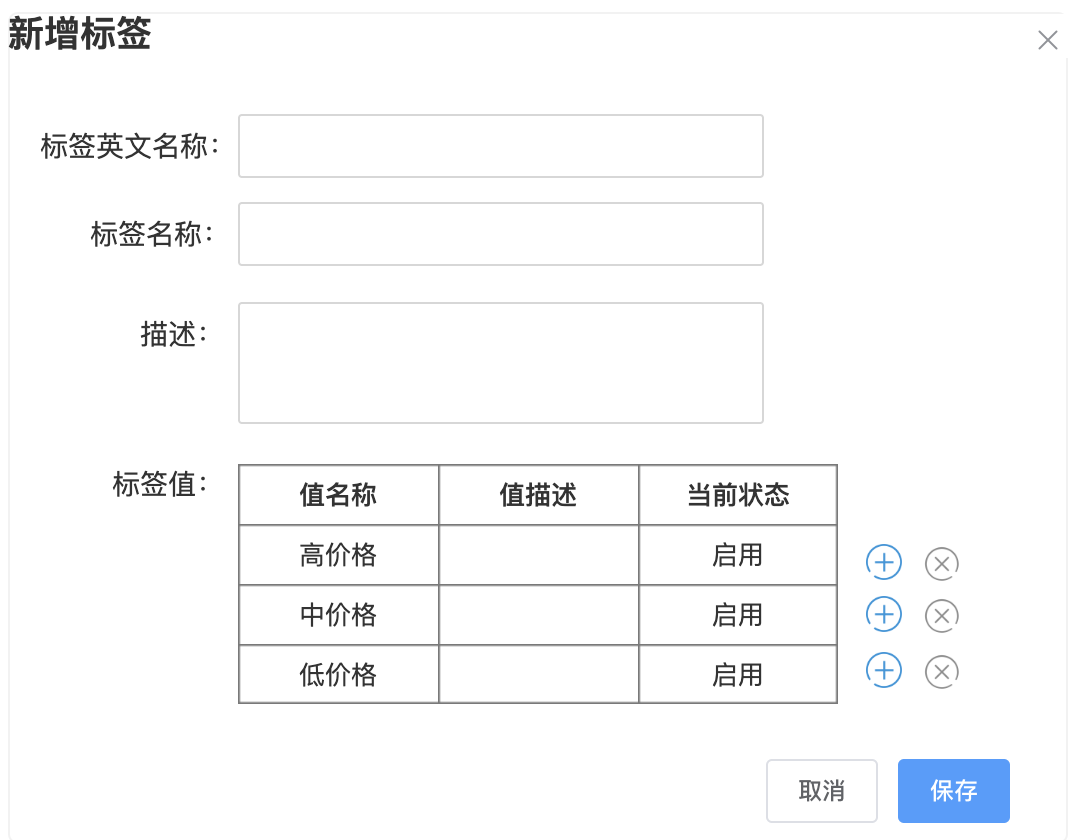 新增标签
标签英文名称：
标签名称：
描述：
标签值：
值名称 值描述 当前状态
高价格 启用
中价格 启用
低价格 启用
取消 保存